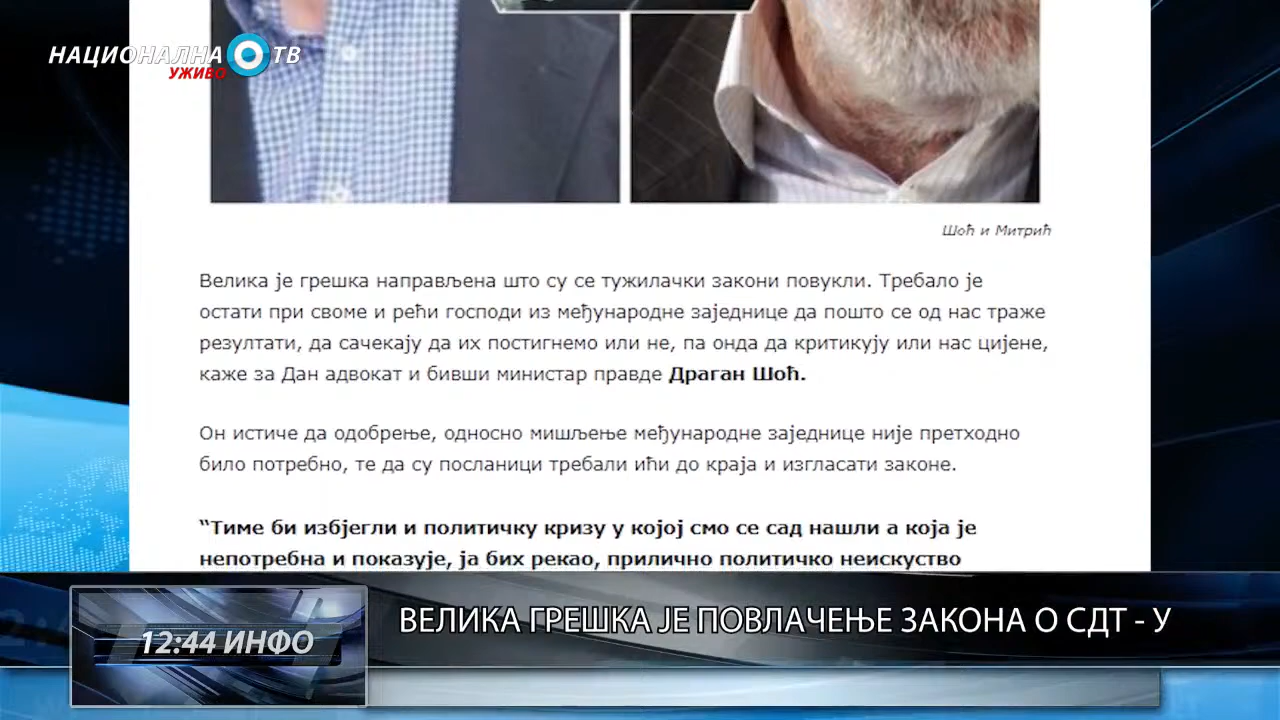 НАЦИОНАЛНА ТВ
УЖИВО
Шоћ и Митрић
Велика је грешка направљена што су се тужилачки закони повукли. Требало је
остати при своме и рећи господи из међународне заједнице да пошто се од нас траже
резултати, да сачекају да их постигнемо или не, па онда да критикују или нас цијене,
каже за Дан адвокат и бивши министар правде Драган Шоћ.
Он истиче да одобрење, односно мишљење међународне заједнице није претходно
било потребно, те да су посланици требали ићи до краја и изгласати законе.
“Тиме би избјегли и политичку кризу у којој смо се сад нашли а која је
непотребна и показује, ја бих рекао, прилично политичко неискуство
ВЕЛИКА ГРЕШКА ЈЕ ПОВЛАЧЕЊЕ ЗАКОНА О СДТ - У
12:44 ИНФО